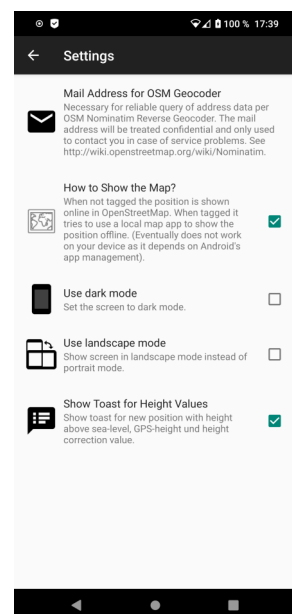 100 % 17:39
Settings
Mail Address for OSM Geocoder
Necessary for reliable query of address data per
OSM Nominatim Reverse Geocoder. The mail
address will be treated confidential and only used
to contact you in case of service problems. See
http://wiki.openstreetmap.org/wiki/Nominatim.
How to Show the Map?
When not tagged the position is shown
online in OpenStreetMap. When tagged it
tries to use a local map app to show the
position offline. (Eventually does not work
on your device as it depends on Android's
app management).
Use dark mode
Set the screen to dark mode.
Use landscape mode
Show screen in landscape mode instead of
portrait mode.
Show Toast for Height Values
Show toast for new position with height
above sea-level, GPS-height und height
correction value.